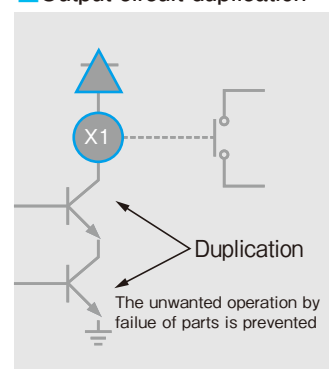 Output circuit duplication
X1
Duplication
The unwanted operation by
failue of parts is prevented